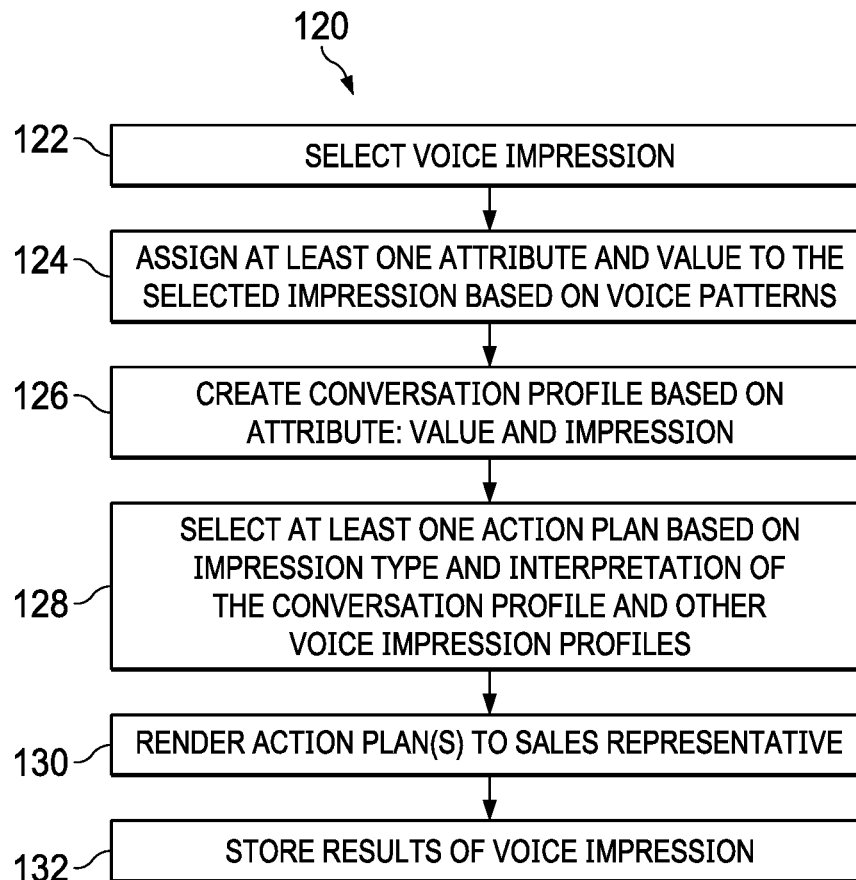 120
122
SELECT VOICE IMPRESSION
124
ASSIGN AT LEAST ONE ATTRIBUTE AND VALUE TO THE
SELECTED IMPRESSION BASED ON VOICE PATTERNS
126
CREATE CONVERSATION PROFILE BASED ON
ATTRIBUTE: VALUE AND IMPRESSION
128
SELECT AT LEAST ONE ACTION PLAN BASED ON
IMPRESSION TYPE AND INTERPRETATION OF
THE CONVERSATION PROFILE AND OTHER
VOICE IMPRESSION PROFILES
130
RENDER ACTION PLAN(S) TO SALES REPRESENTATIVE
132
STORE RESULTS OF VOICE IMPRESSION